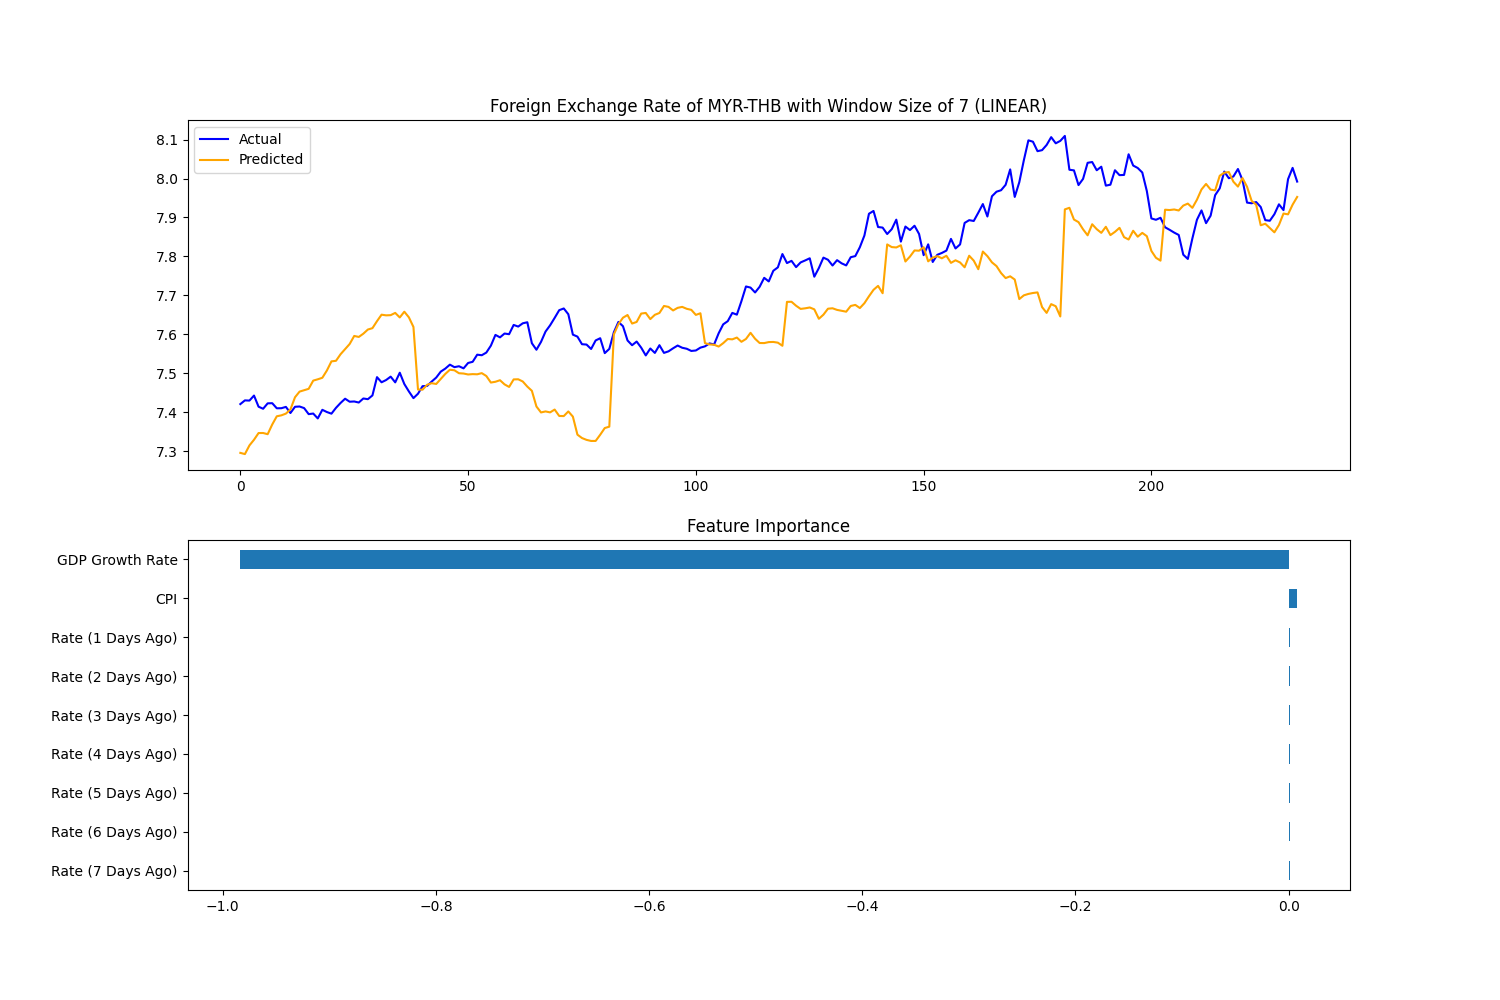 Foreign Exchange Rate of MYR-THB with Window Size of 7 (LINEAR)
Actual
Predicted
8.1
8.0
7.9
7.8
7.7
7.6
7.5
7.4
7.3
0 50 100 150 200
Feature Importance
GDP Growth Rate
CPI
Rate (1 Days Ago)
Rate (2 Days Ago)
Rate (3 Days Ago)
Rate (4 Days Ago)
Rate (5 Days Ago)
Rate (6 Days Ago)
Rate (7 Days Ago)
−1.0 −0.8 −0.6 −0.4 −0.2 0.0